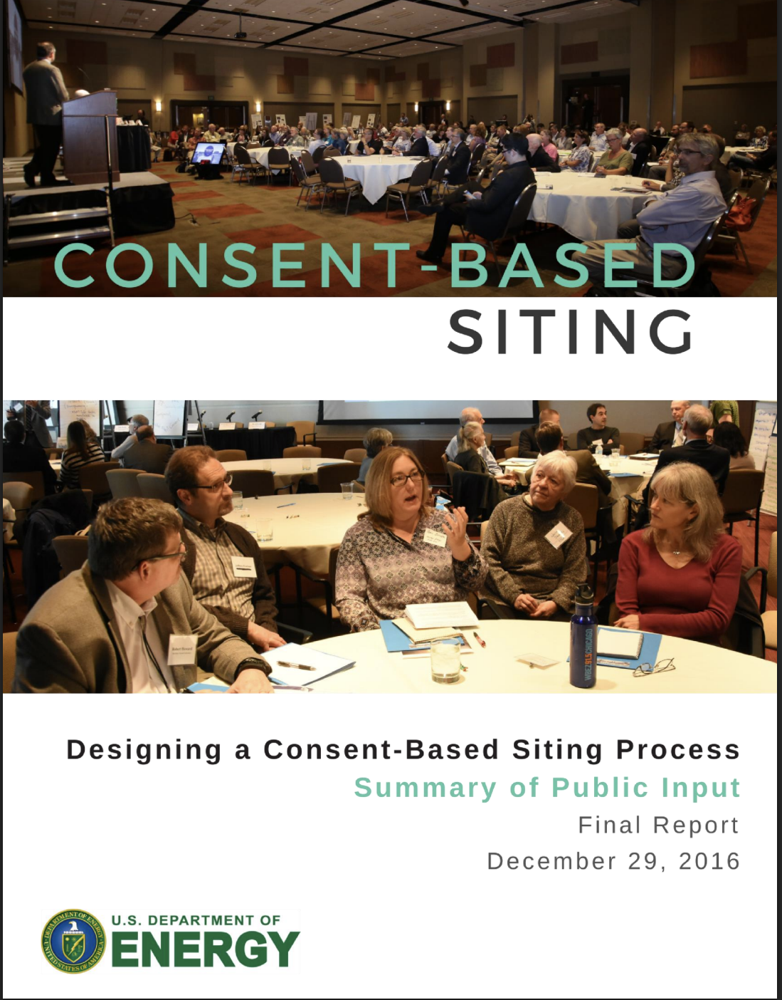 CONSENT-BASED
SITING
WBEZ91.5CHICAGO
Designing a Consent-Based Siting Process
Summary of Public Input
Final Report
December 29, 2016
DEPARTMENT OF ENERGY
UNITED STATES OF AMERICA
U.S. DEPARTMENT OF
ENERGY